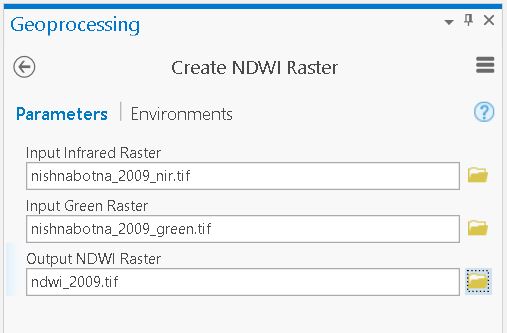 Geoprocessing
Create NDWI Raster
Parameters | Environments
Input Infrared Raster
nishnabotna_2009_nir.tif
Input Green Raster
nishnabotna_2009_green.tif
Output NDWI Raster
ndwi_2009.tif